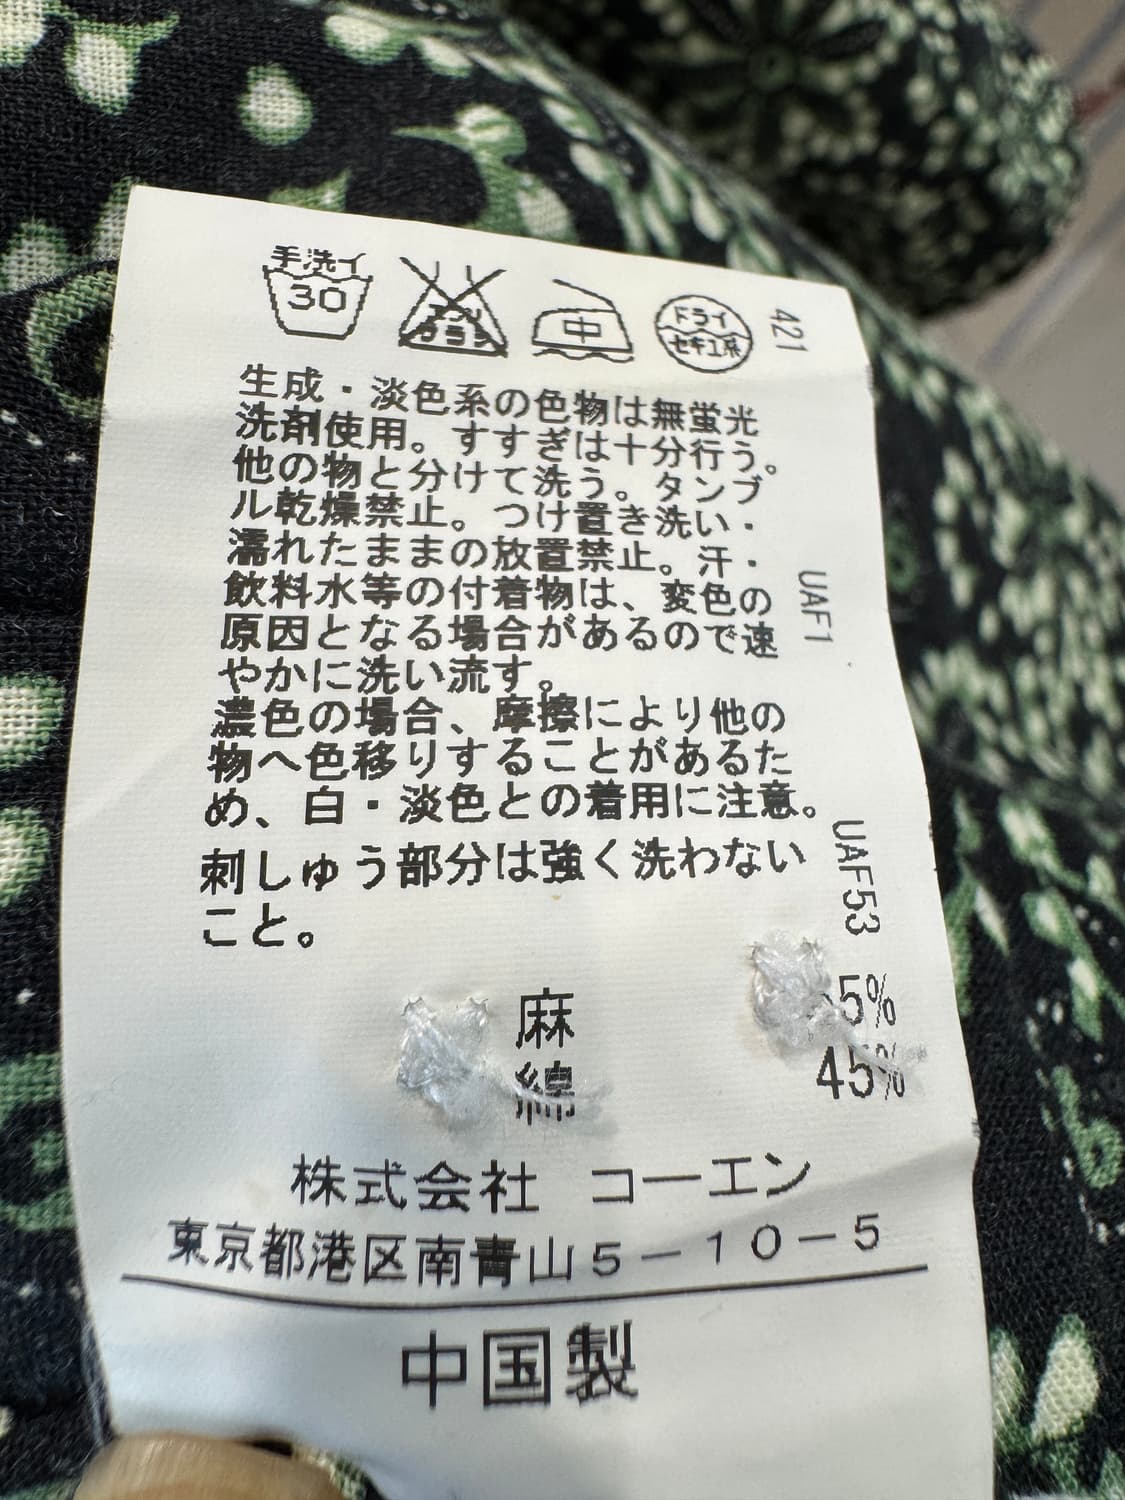 手洗イ
30
エンソ
サラシ
中
ドライ
セキユ系
421
生成・淡色系の色物は無蛍光
洗剤使用。すすぎは十分行う。
他の物と分けて洗う。タンブ
ル乾燥禁止。つけ置き洗い・
濡れたままの放置禁止。汗・
飲料水等の付着物は、変色の
原因となる場合があるので速
やかに洗い流す。
濃色の場合、摩擦により他の
物へ色移りすることがあるた
め、白・淡色との着用に注意。
刺しゅう部分は強く洗わない
こと。
UAF1
UAF53
麻 5%
綿 45%
株式会社 コーエン
東京都港区南青山5-10-5
中国製